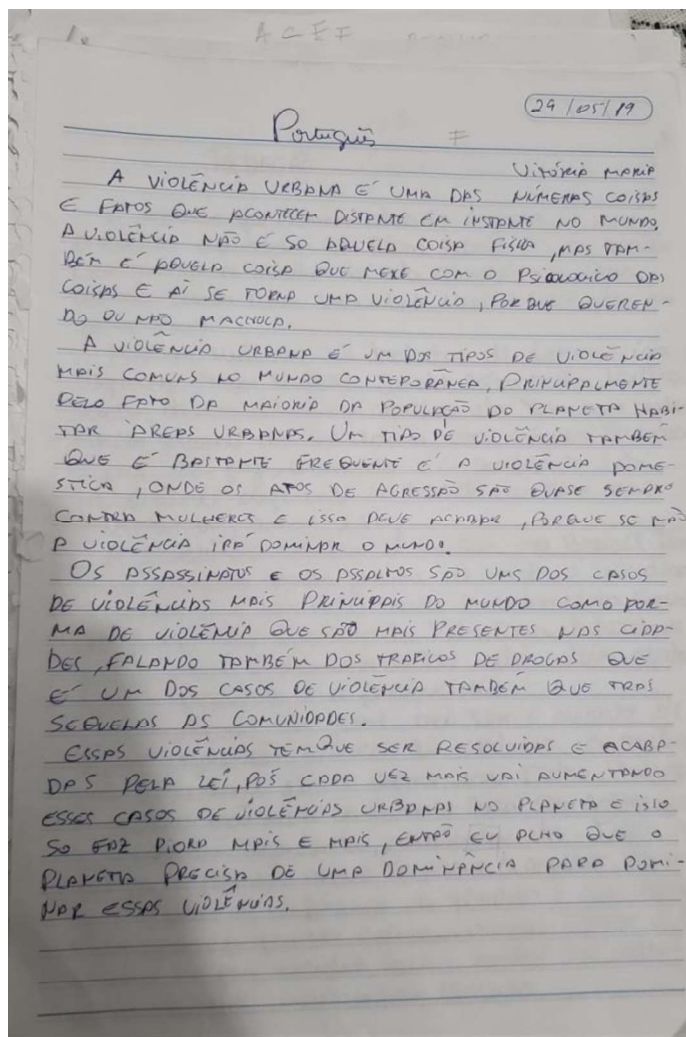 29/05/19
Português
Vitória Maria
A VIOLÊNCIA URBANA É UMA DAS NÚMERAS COISAS
E FATOS QUE ACONTECEM DISTANTE EM INSTANTE NO MUNDO.
A VIOLÊNCIA NÃO É SO AQUELA COISA FISICA, MAS TAM-
BÉM É AQUELA COISA QUE MEXE COM O PSICOLOGICO DAS
COISAS E AÍ SE TORNA UMA VIOLÊNCIA, PORQUE QUEREN-
DO OU NÃO MACHUCA.
A VIOLÊNCIA URBANA É UM DOS TIPOS DE VIOLÊNCIA
MAIS COMUNS NO MUNDO CONTEPORÂNEA, PRINCIPALMENTE
PELO FATO DA MAIORIA DA POPULAÇÃO DO PLANETA HABI-
TAR ÁREAS URBANAS. UM TIPO DE VIOLÊNCIA TAMBÉM
QUE É BASTANTE FREQUENTE É A VIOLÊNCIA DOME-
STICA, ONDE OS ATOS DE AGRESSÃO SÃO QUASE SEMPRE
CONTRA MULHERES E ISSO DEVE ACABAR, PORQUE SE NÃO
A VIOLÊNCIA IRÁ DOMINAR O MUNDO.
OS ASSASSINATOS E OS ASSALTOS SÃO UMS DOS CASOS
DE VIOLÊNCIAS MAIS PRINCIPAIS DO MUNDO COMO FOR-
MA DE VIOLÊNCIA QUE SÃO MAIS PRESENTES NAS CIDA-
DES, FALANDO TAMBÉM DOS TRAFICOS DE DROGAS QUE
É UM DOS CASOS DE VIOLÊNCIA TAMBÉM QUE TRAS
SEQUELAS AS COMUNIDADES.
ESSAS VIOLÊNCIAS TEM QUE SER RESOLVIDAS E ACABA-
DAS PELA LEI, POS CADA VEZ MAIS VAI AUMENTANDO
ESSES CASOS DE VIOLÊNCIAS URBANAS NO PLANETA E ISSO
SO FAZ PIORA MAIS E MAIS, ENTÃO EU ACHO QUE O
PLANETA PRECISA DE UMA DOMINÂNCIA PARA DOMI-
NAR ESSAS VIOLÊNCIAS.